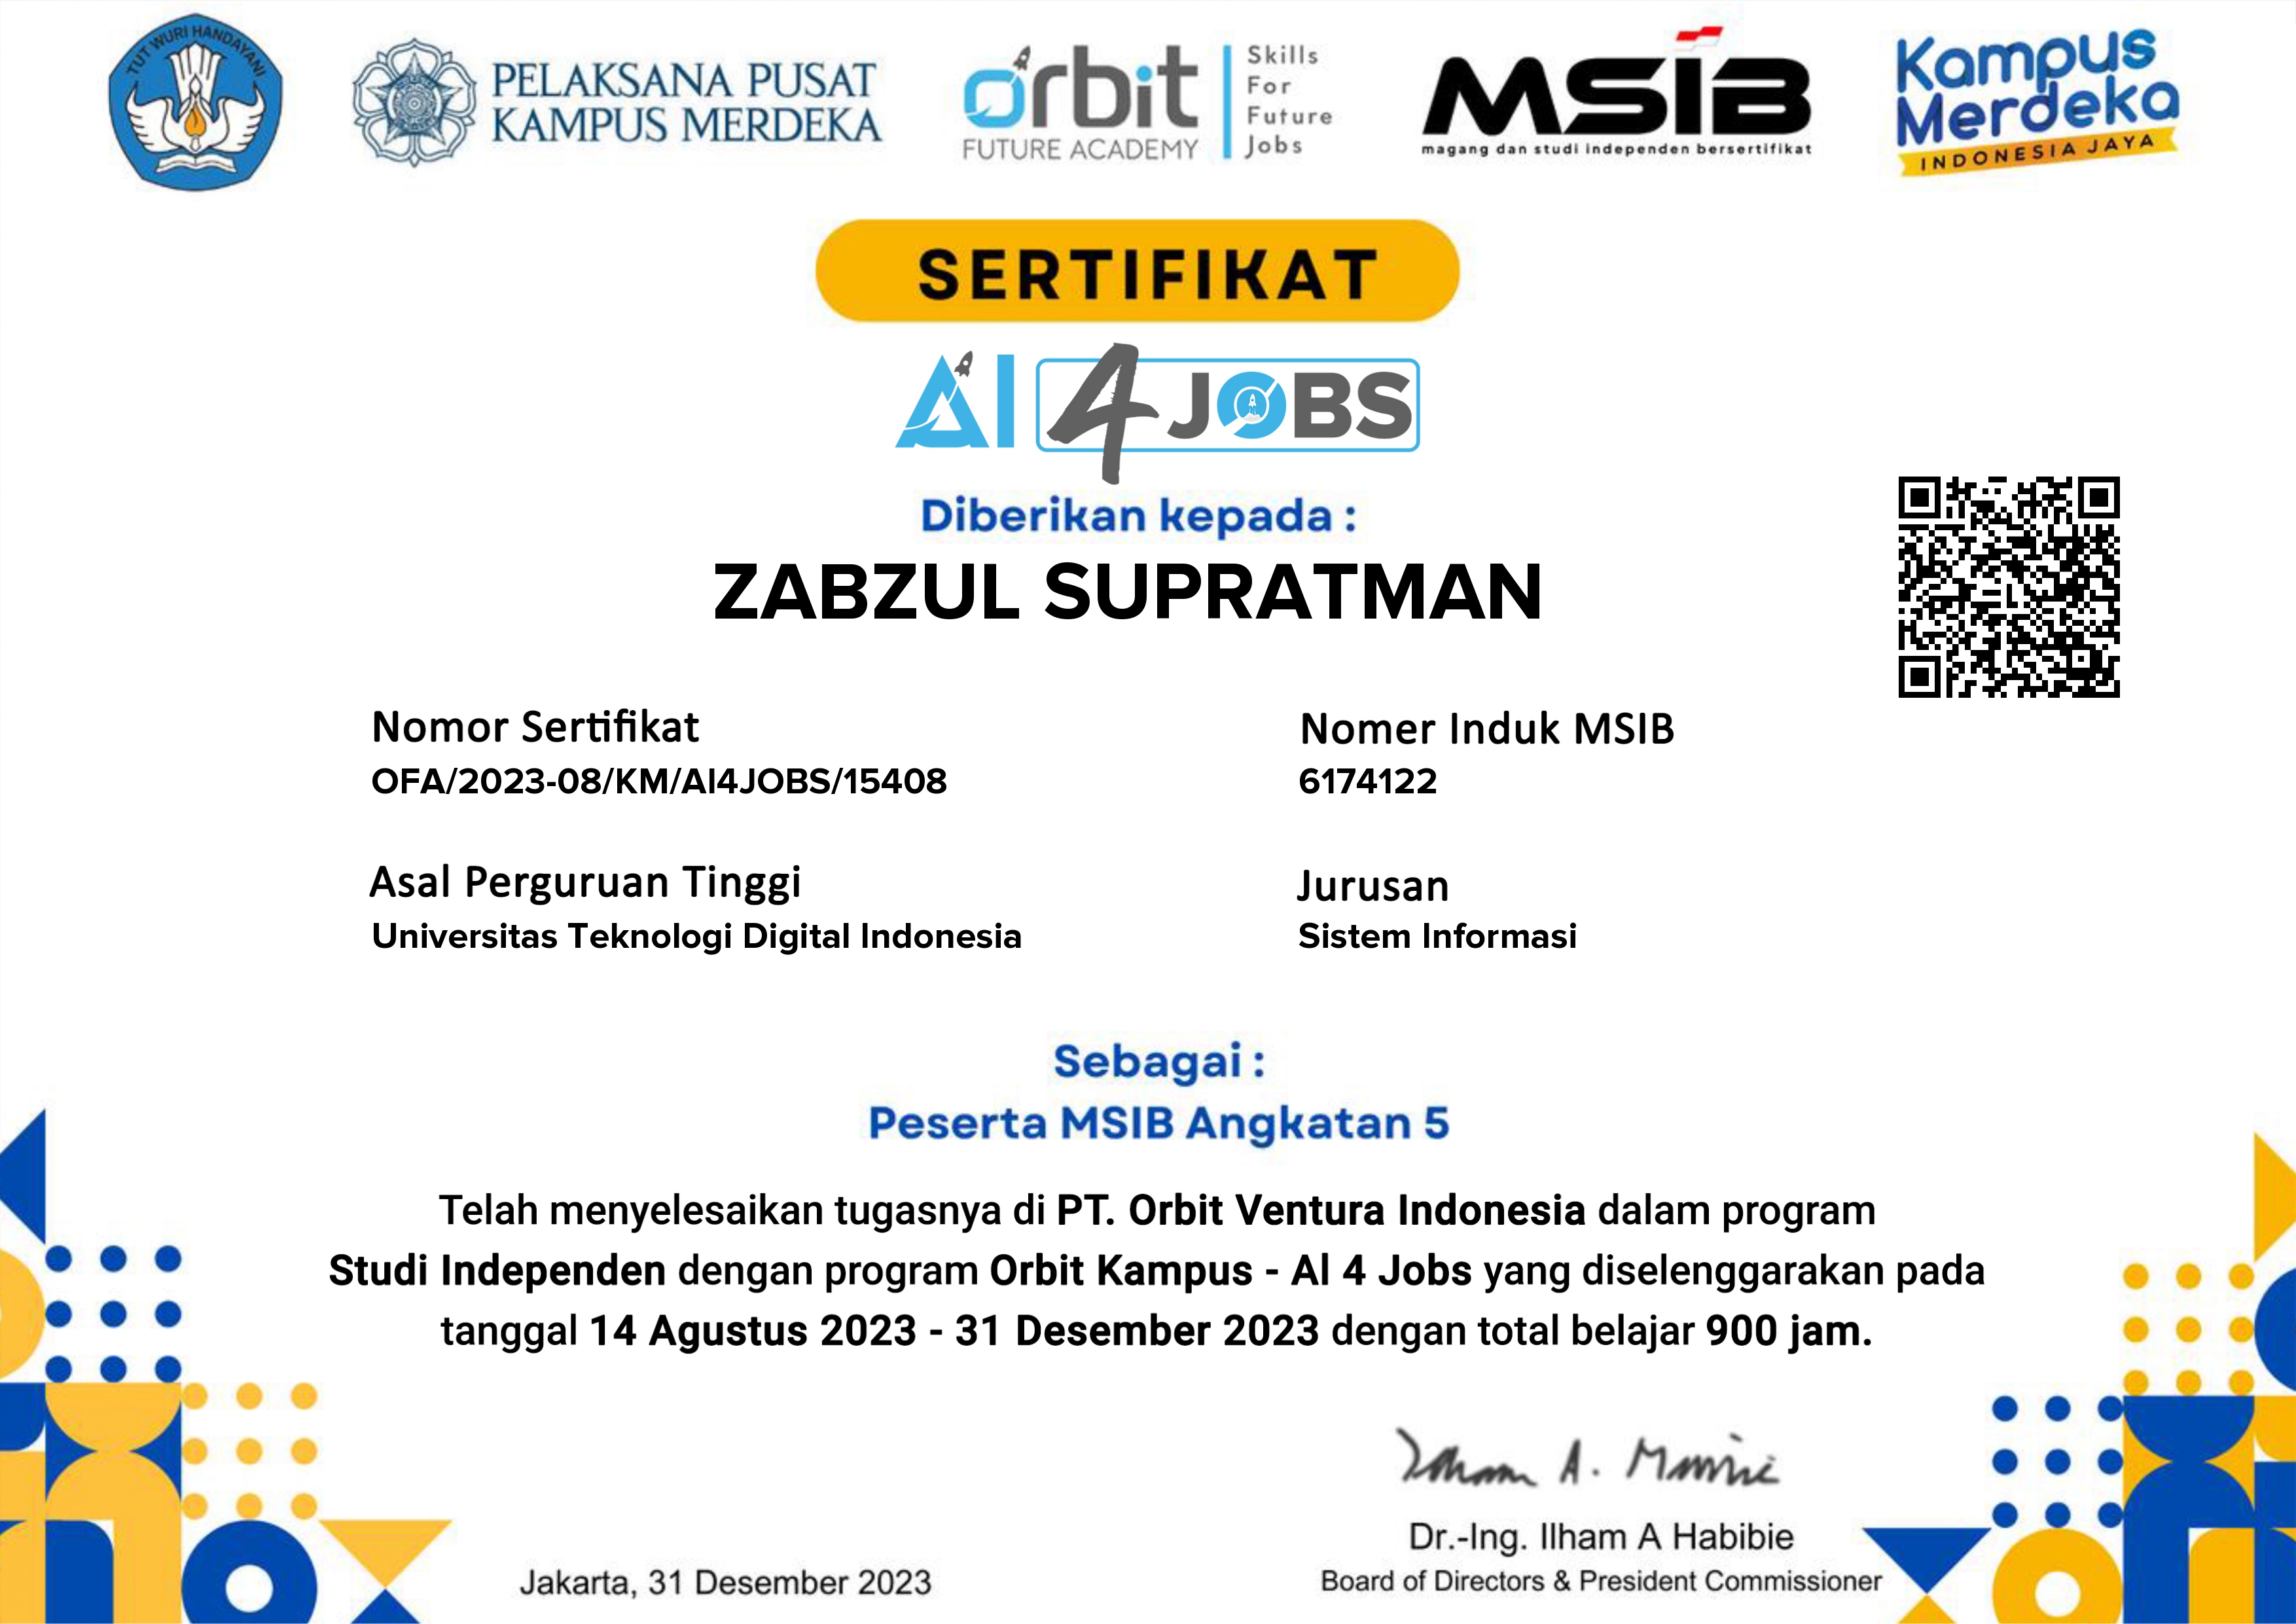 TUT WURI HANDAYANI
PELAKSANA PUSAT
KAMPUS MERDEKA
orbit
FUTURE ACADEMY
Skills
For
Future
Jobs
MSIB
magang dan studi independen bersertifikat
Kampus
Merdeka
INDONESIA JAYA
SERTIFIKAT
AI 4 JOBS
Diberikan kepada :
ZABZUL SUPRATMAN
Nomor Sertifikat
OFA/2023-08/KM/AI4JOBS/15408
Nomer Induk MSIB
6174122
Asal Perguruan Tinggi
Universitas Teknologi Digital Indonesia
Jurusan
Sistem Informasi
Sebagai :
Peserta MSIB Angkatan 5
Telah menyelesaikan tugasnya di PT. Orbit Ventura Indonesia dalam program
Studi Independen dengan program Orbit Kampus - AI 4 Jobs yang diselenggarakan pada
tanggal 14 Agustus 2023 - 31 Desember 2023 dengan total belajar 900 jam.
Dr.-Ing. Ilham A Habibie
Board of Directors & President Commissioner
Jakarta, 31 Desember 2023